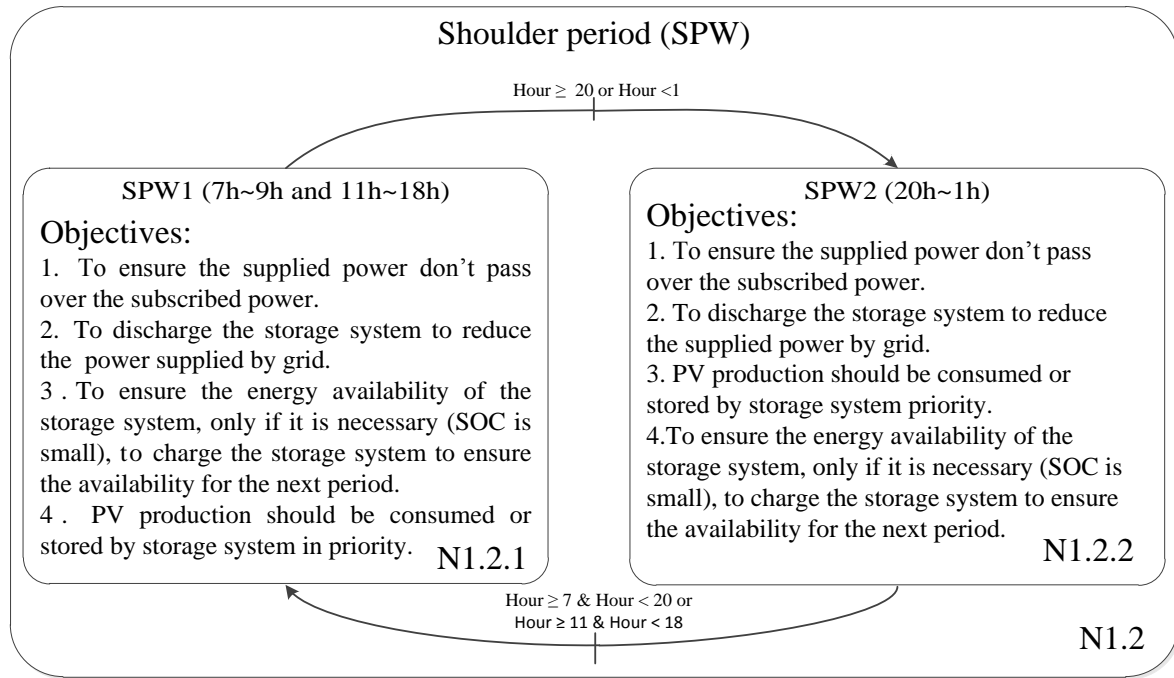 Shoulder period (SPW)
Hour ≥ 20 or Hour <1
SPW1 (7h~9h and 11h~18h)
Objectives:
1. To ensure the supplied power don't pass
over the subscribed power.
2. To discharge the storage system to reduce
the power supplied by grid.
3 . To ensure the energy availability of the
storage system, only if it is necessary (SOC is
small), to charge the storage system to ensure
the availability for the next period.
4 . PV production should be consumed or
stored by storage system in priority.
N1.2.1
SPW2 (20h~1h)
Objectives:
1. To ensure the supplied power don't pass
over the subscribed power.
2. To discharge the storage system to reduce
the supplied power by grid.
3. PV production should be consumed or
stored by storage system priority.
4.To ensure the energy availability of the
storage system, only if it is necessary (SOC is
small), to charge the storage system to ensure
the availability for the next period.
N1.2.2
Hour ≥ 7 & Hour < 20 or
Hour ≥ 11 & Hour < 18
N1.2